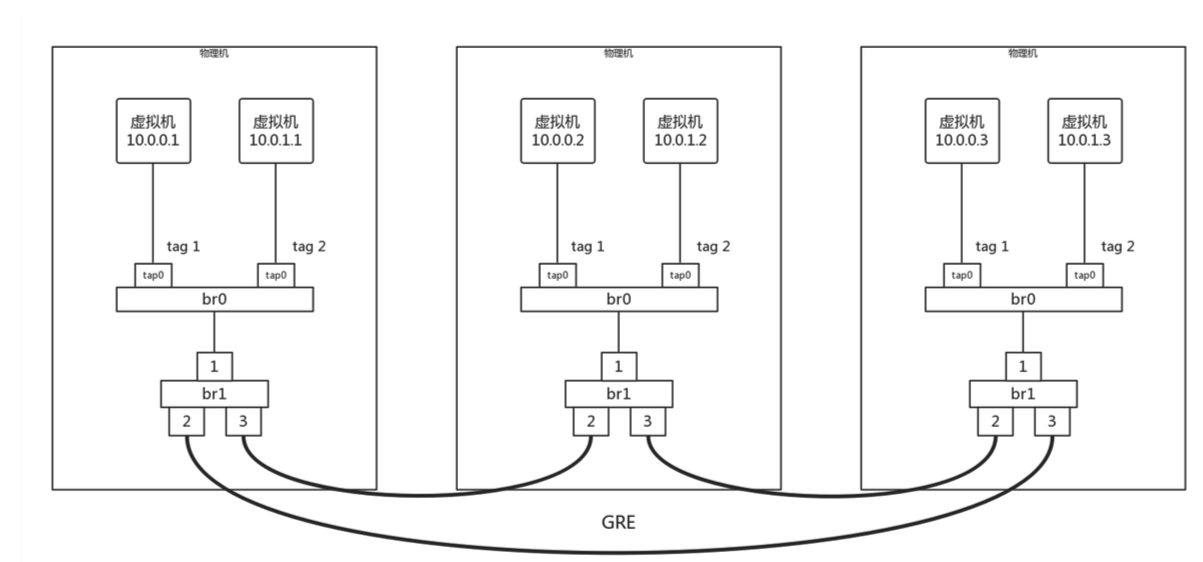 物理机
物理机
物理机
虚拟机
10.0.0.1
虚拟机
10.0.1.1
虚拟机
10.0.0.2
虚拟机
10.0.1.2
虚拟机
10.0.0.3
虚拟机
10.0.1.3
tag 1
tag 2
tag 1
tag 2
tag 1
tag 2
tap0
tap0
tap0
tap0
tap0
tap0
br0
br0
br0
1
1
1
br1
br1
br1
2
3
2
3
2
3
GRE